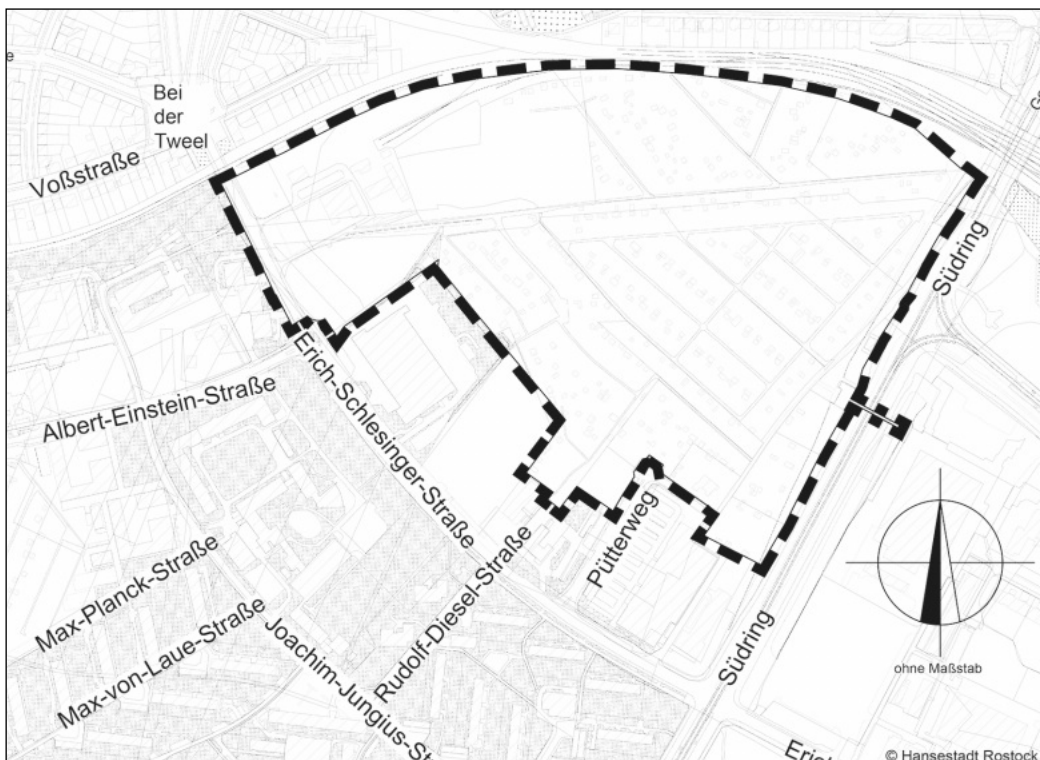 e
Bei
der
Tweel
Voßstraße
Südring
Erich-Schlesinger-Straße
Albert-Einstein-Straße
Pütterweg
Rudolf-Diesel-Straße
Max-Planck-Straße
Max-von-Laue-Straße
Joachim-Jungius-St
Südring
ohne Maßstab
Erich
© Hansestadt Rostock